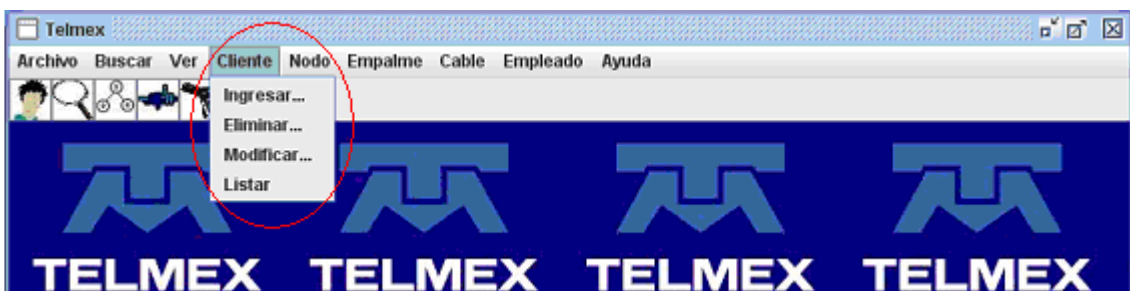 Telmex
Archivo Buscar Ver Cliente Nodo Empalme Cable Empleado Ayuda
Ingresar...
Eliminar...
Modificar...
Listar
TELMEX TELMEX TELMEX TELMEX